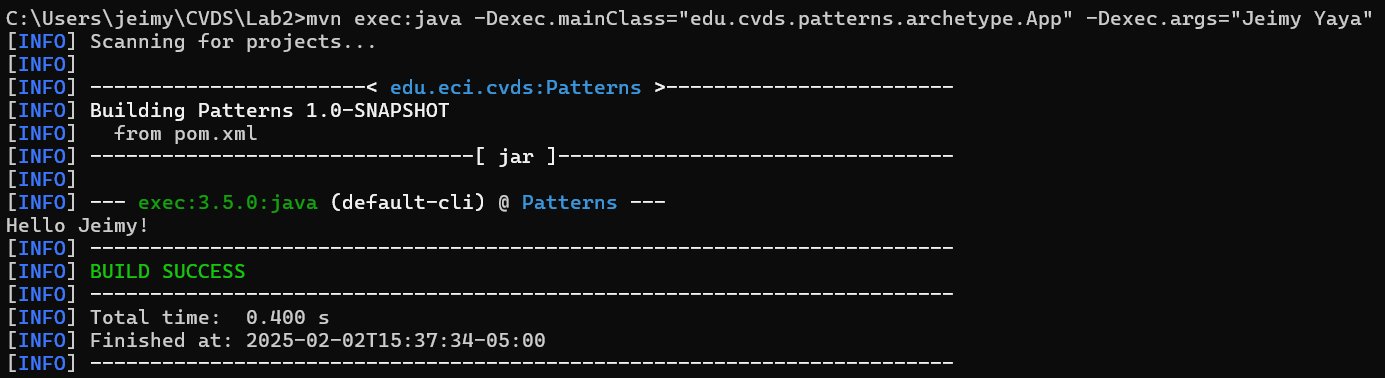 C:\Users\jeimy\CVDS\Lab2>mvn exec:java -Dexec.mainClass="edu.cvds.patterns.archetype.App" -Dexec.args="Jeimy Yaya"
[INFO] Scanning for projects...
[INFO]
[INFO] -----------------------< edu.eci.cvds:Patterns >------------------------
[INFO] Building Patterns 1.0-SNAPSHOT
[INFO]   from pom.xml
[INFO] --------------------------------[ jar ]---------------------------------
[INFO]
[INFO] --- exec:3.5.0:java (default-cli) @ Patterns ---
Hello Jeimy!
[INFO] ------------------------------------------------------------------------
[INFO] BUILD SUCCESS
[INFO] ------------------------------------------------------------------------
[INFO] Total time:  0.400 s
[INFO] Finished at: 2025-02-02T15:37:34-05:00
[INFO] ------------------------------------------------------------------------